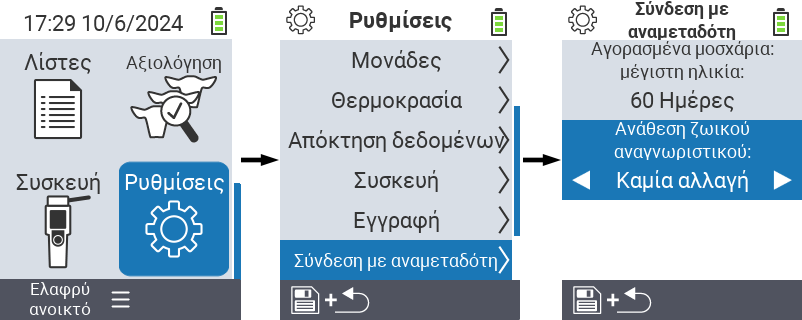 17:29 10/6/2024
Λίστες
Αξιολόγηση
Συσκευή
Ρυθμίσεις
Ελαφρύ
ανοικτό
Ρυθμίσεις
Μονάδες
Θερμοκρασία
Απόκτηση δεδομένων
Συσκευή
Εγγραφή
Σύνδεση με αναμεταδότη
Σύνδεση με
αναμεταδότη
Αγορασμένα μοσχάρια:
μέγιστη ηλικία:
60 Ημέρες
Ανάθεση ζωικού
αναγνωριστικού:
Καμία αλλαγή